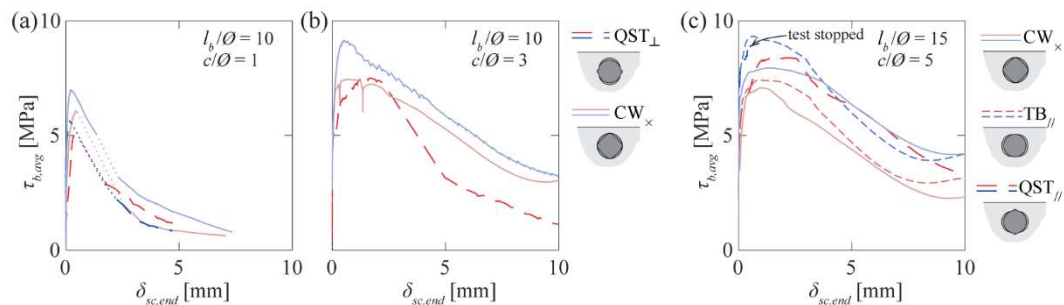 (a)
l_b/Ø = 10
c/Ø = 1
τ_b,avg [MPa]
10
5
0
0
5
10
δ_sc,end [mm]
(b)
l_b/Ø = 10
c/Ø = 3
0
5
10
δ_sc,end [mm]
QST⊥
CW×
(c)
test stopped
l_b/Ø = 15
c/Ø = 5
τ_b,avg [MPa]
10
5
0
0
5
10
δ_sc,end [mm]
CW×
TB//
QST//